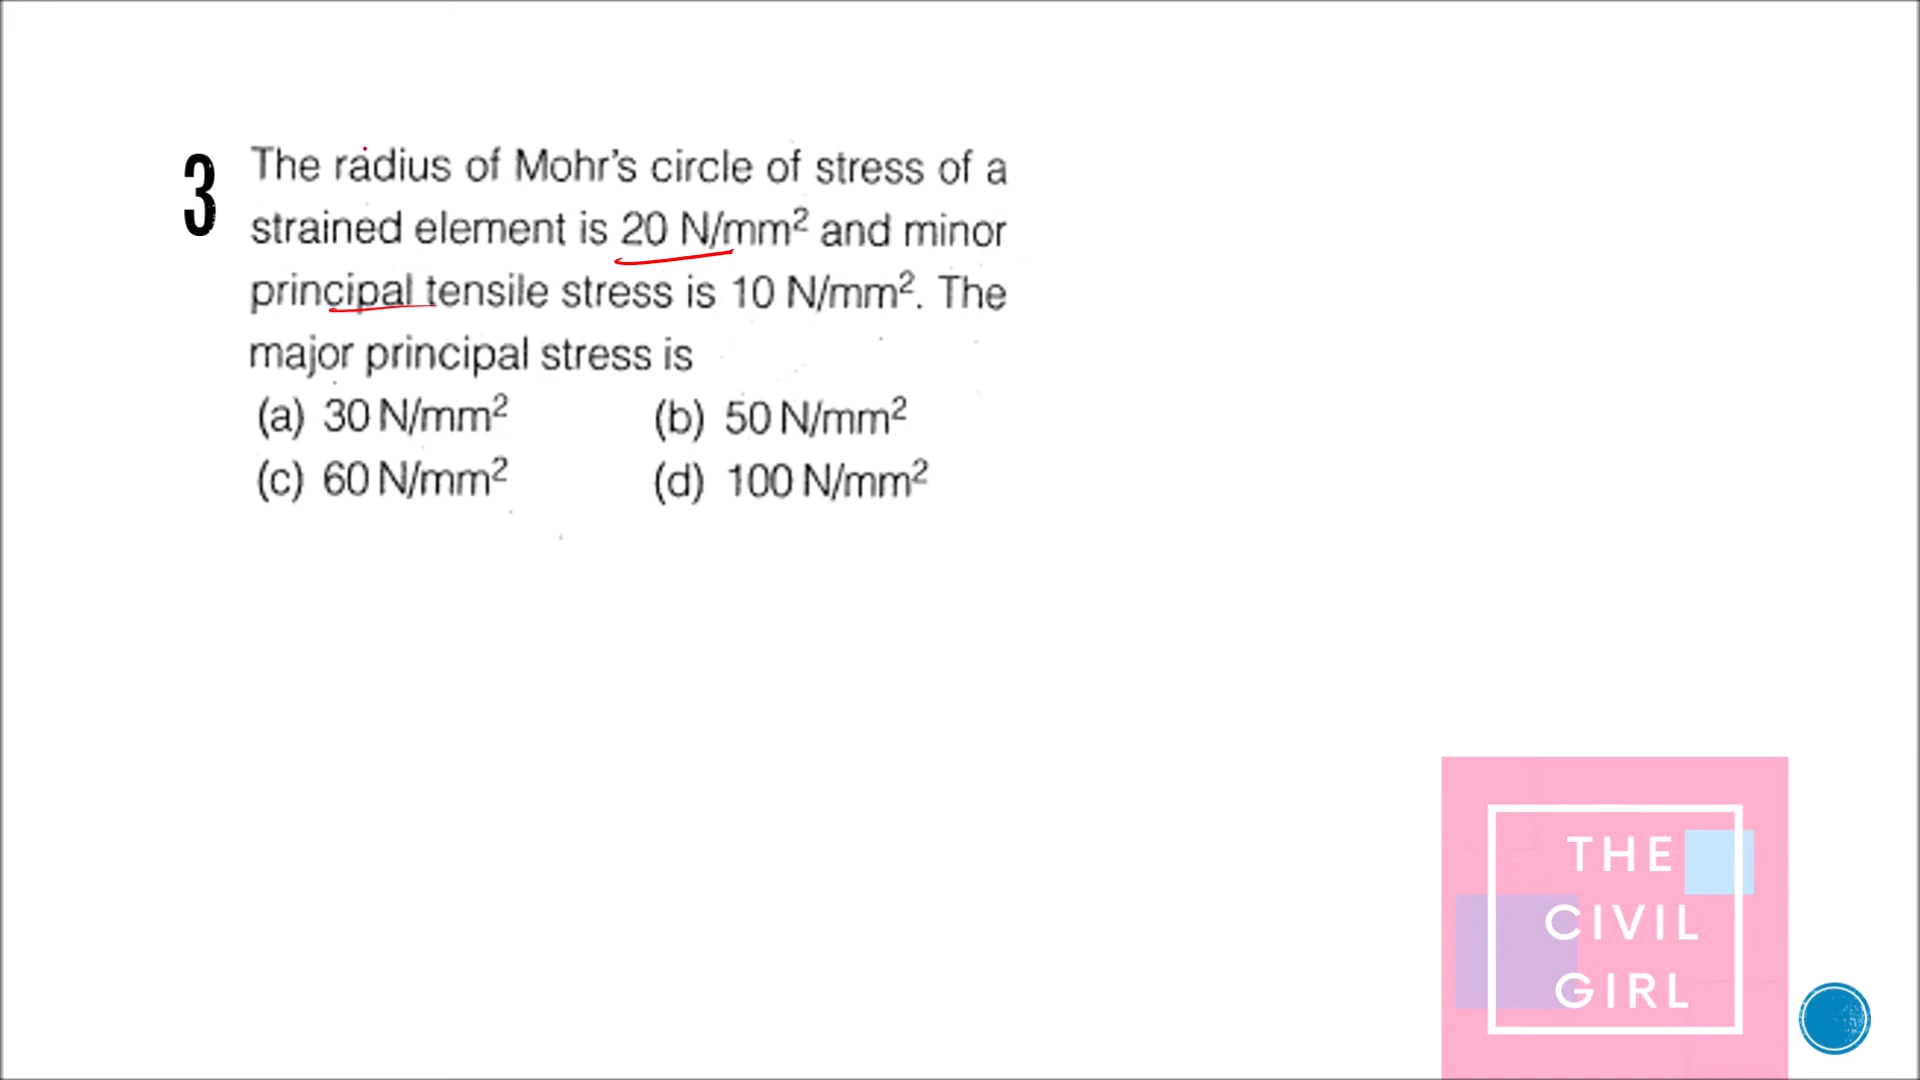 3 The radius of Mohr's circle of stress of a
strained element is 20 N/mm² and minor
principal tensile stress is 10 N/mm². The
major principal stress is
(a) 30 N/mm² (b) 50 N/mm²
(c) 60 N/mm² (d) 100 N/mm²
THE
CIVIL
GIRL